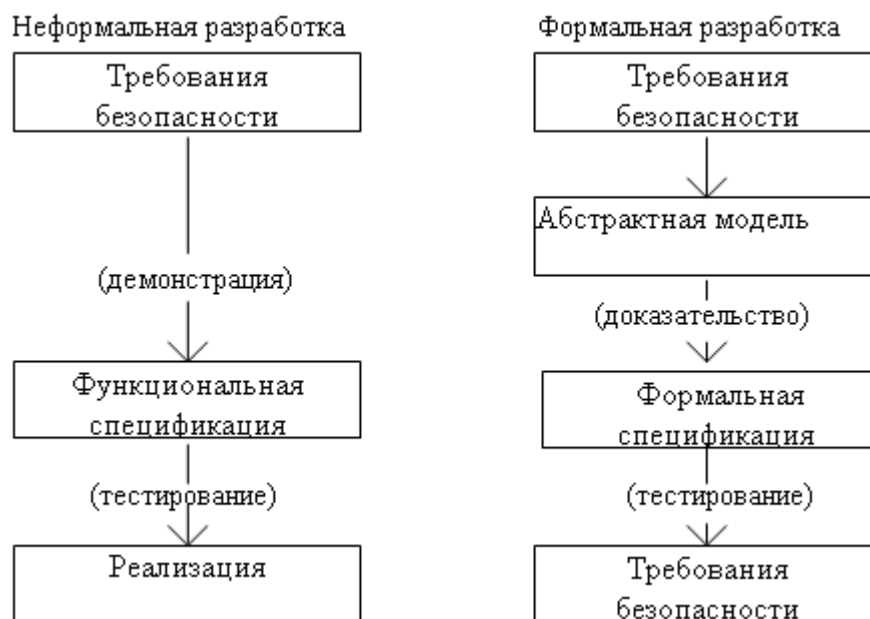 Неформальная разработка
Требования
безопасности
(демонстрация)
Функциональная
спецификация
(тестирование)
Реализация
Формальная разработка
Требования
безопасности
Абстрактная модель
(доказательство)
Формальная
спецификация
(тестирование)
Требования
безопасности